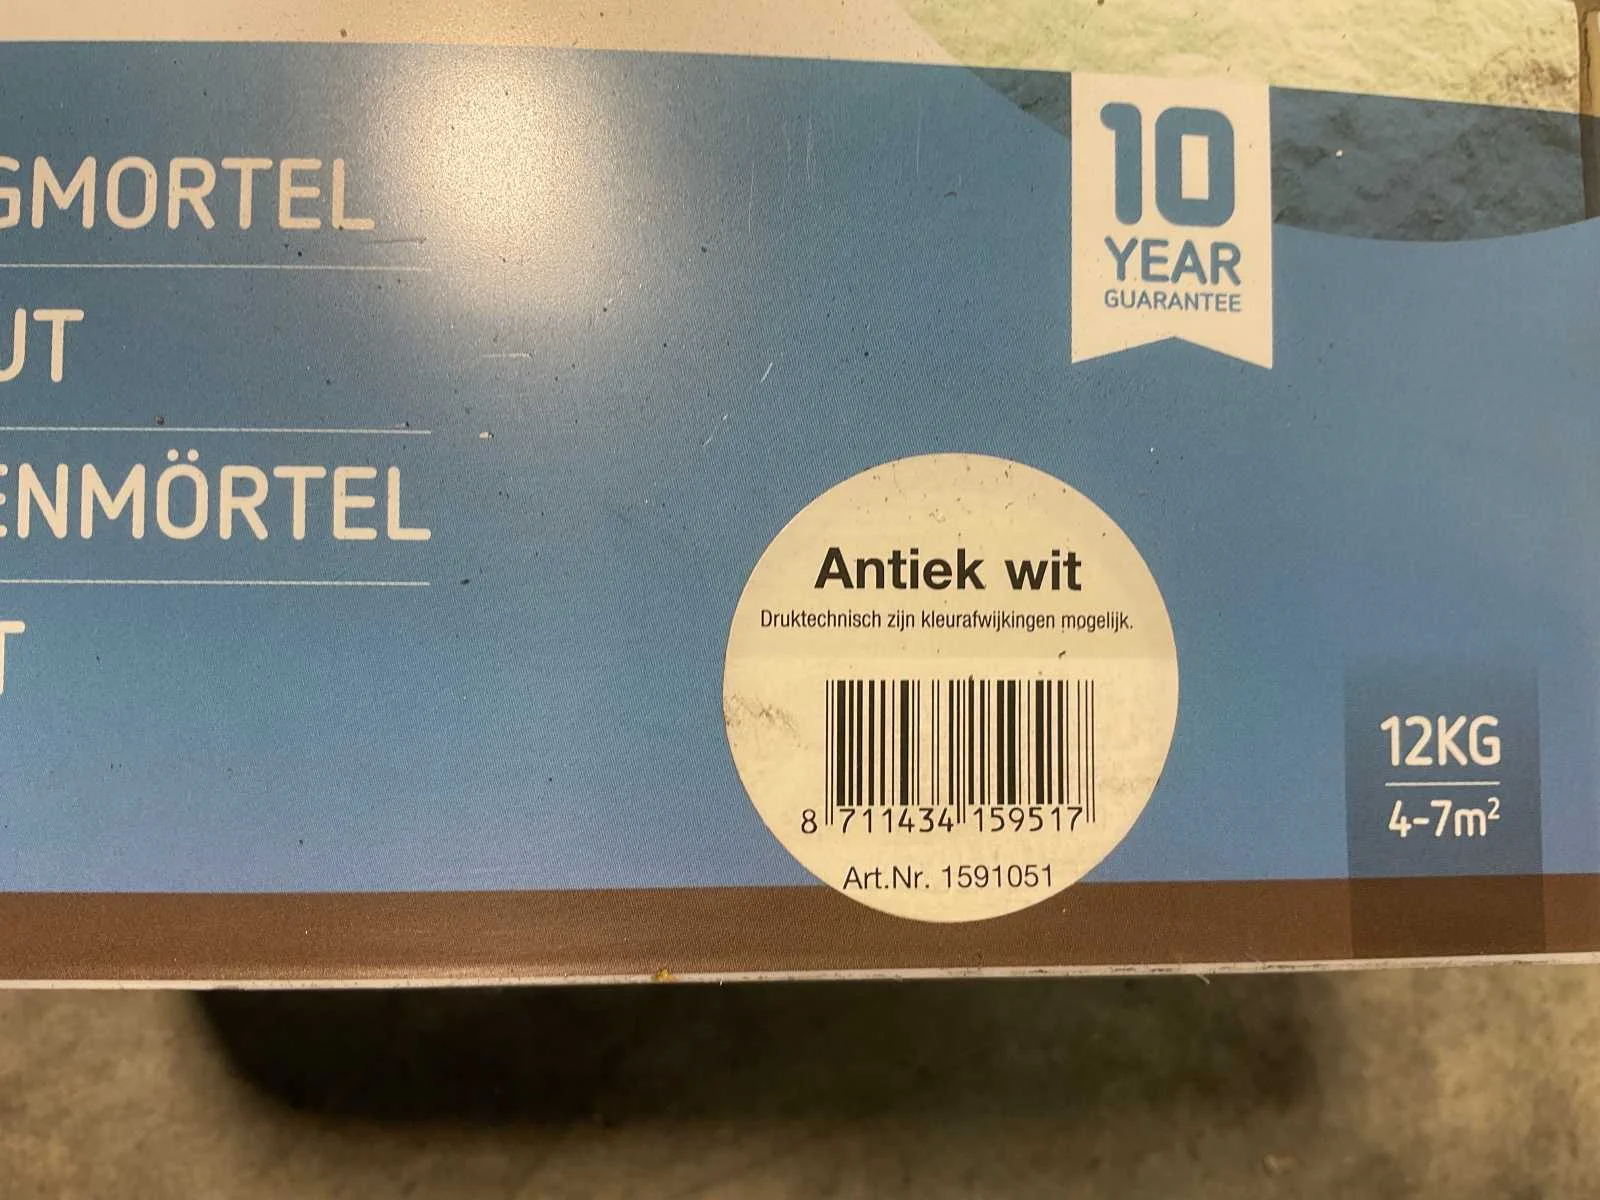 GMORTEL
UT
ENMÖRTEL
T
10
YEAR
GUARANTEE
Antiek wit
Druktechnisch zijn kleurafwijkingen mogelijk.
8 711434 159517
Art.Nr. 1591051
12KG
4-7m²